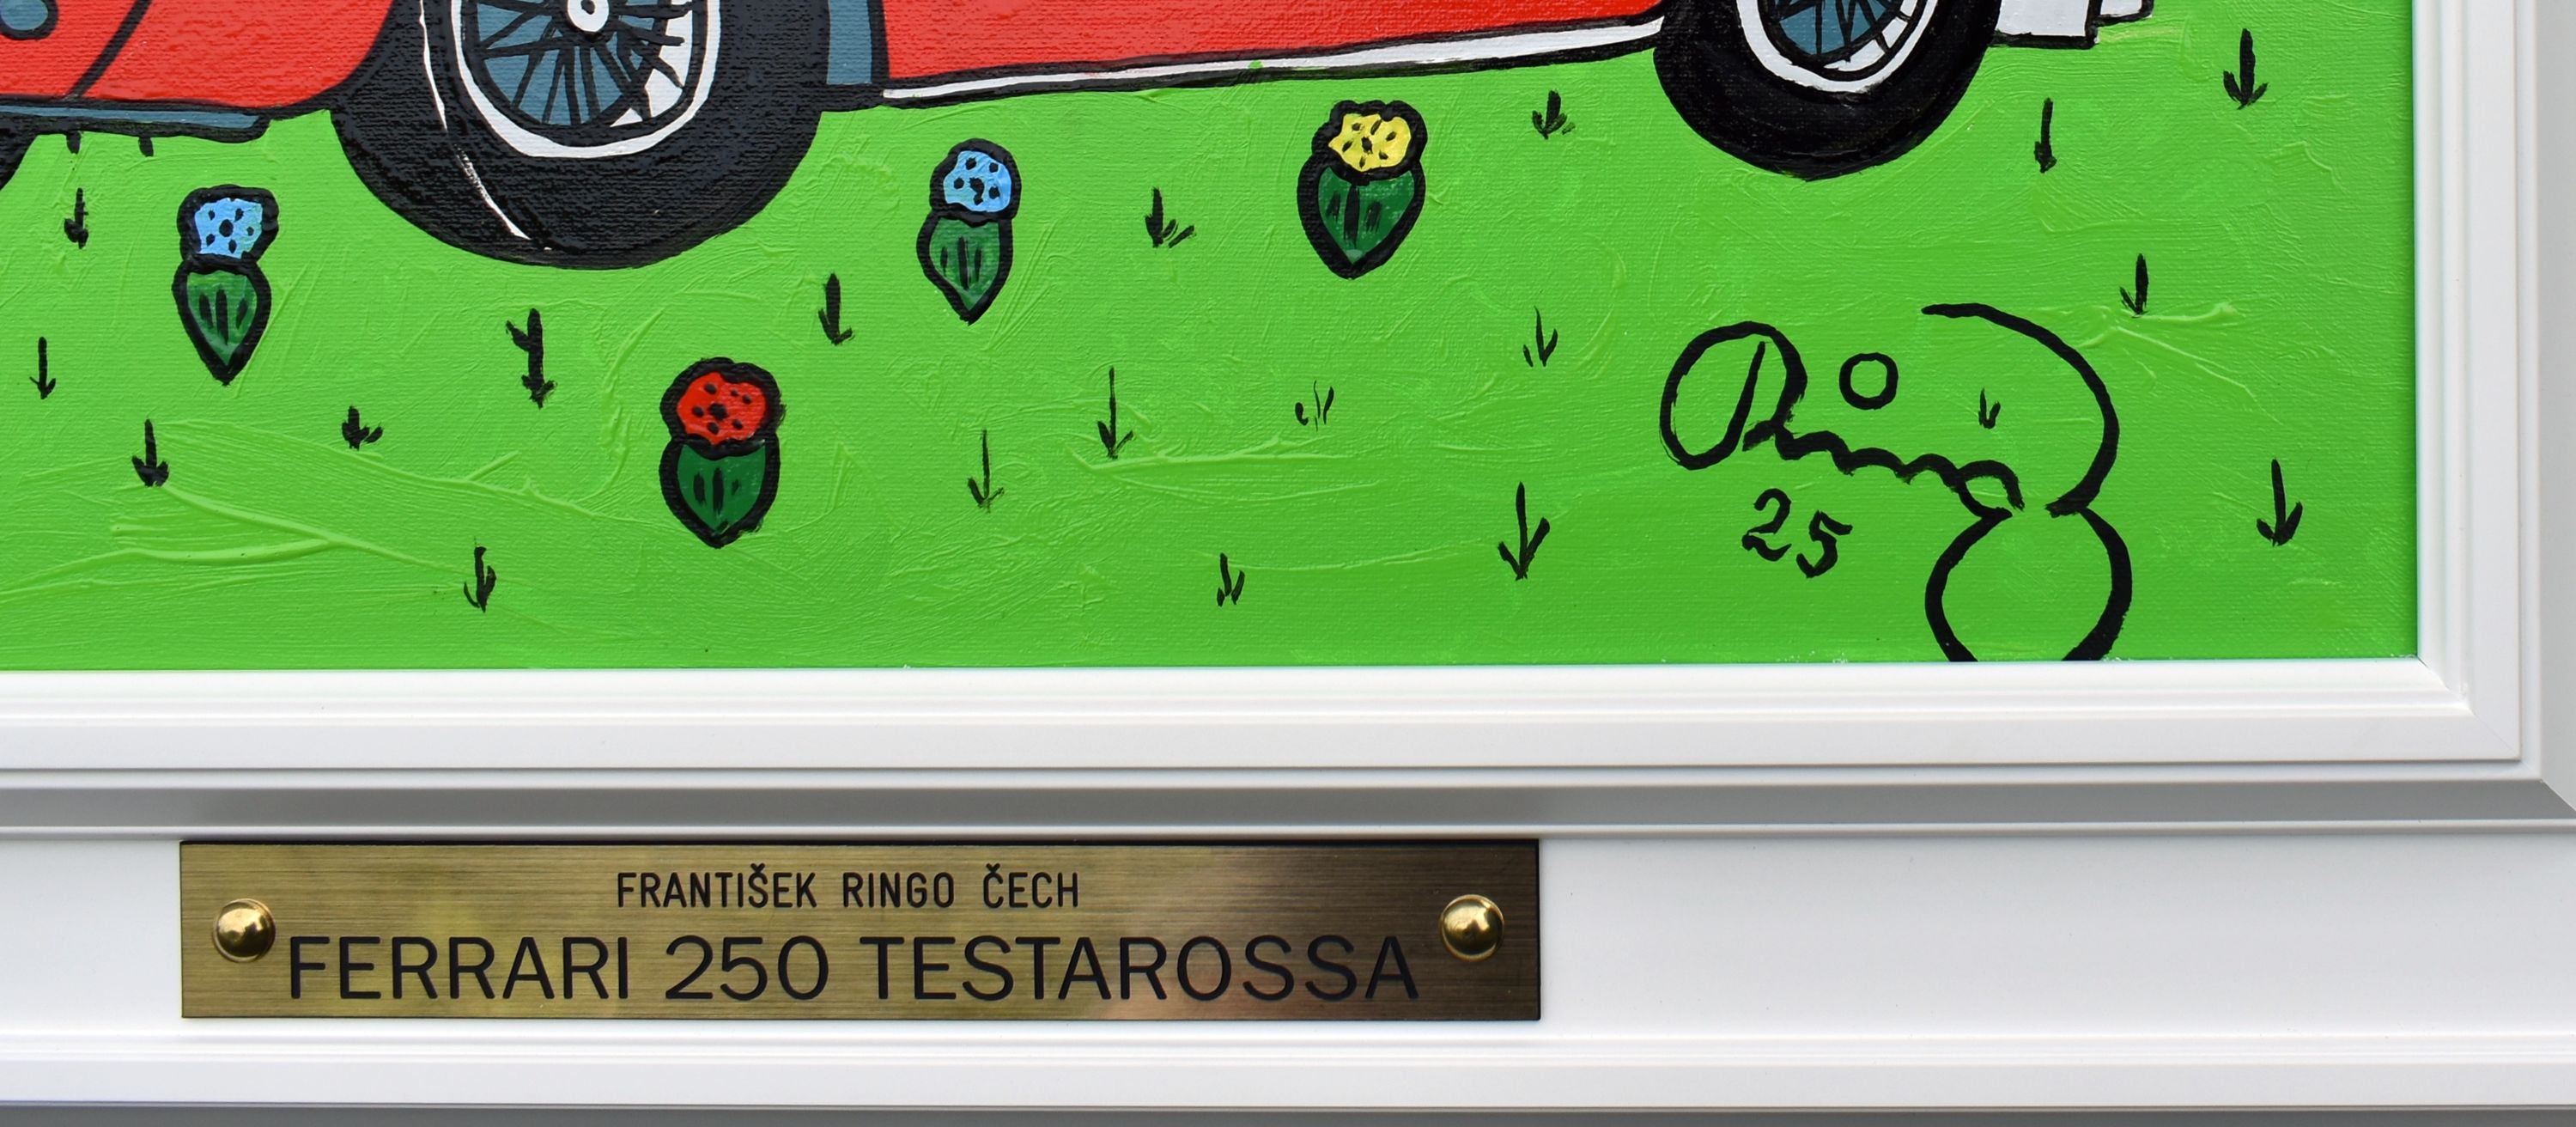 Ringo
25
FRANTIŠEK RINGO ČECH
FERRARI 250 TESTAROSSA